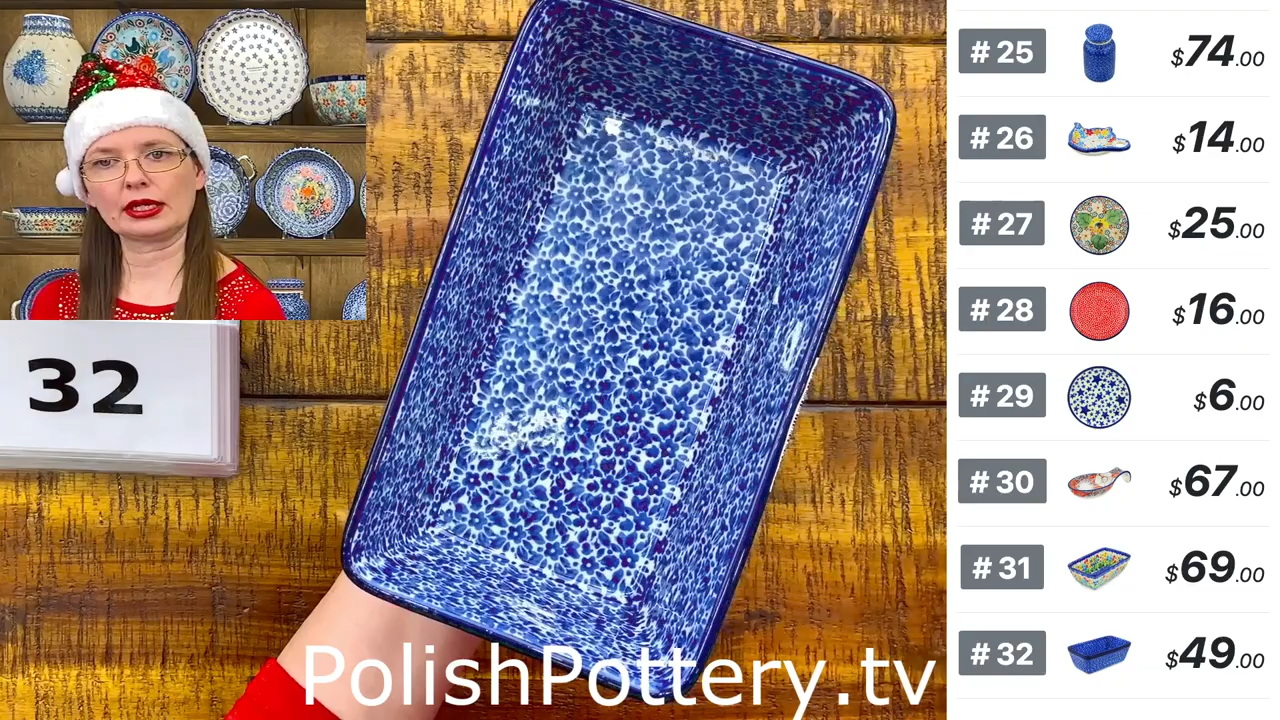 32
PolishPottery.tv
# 25 $74.00
# 26 $14.00
# 27 $25.00
# 28 $16.00
# 29 $6.00
# 30 $67.00
# 31 $69.00
# 32 $49.00